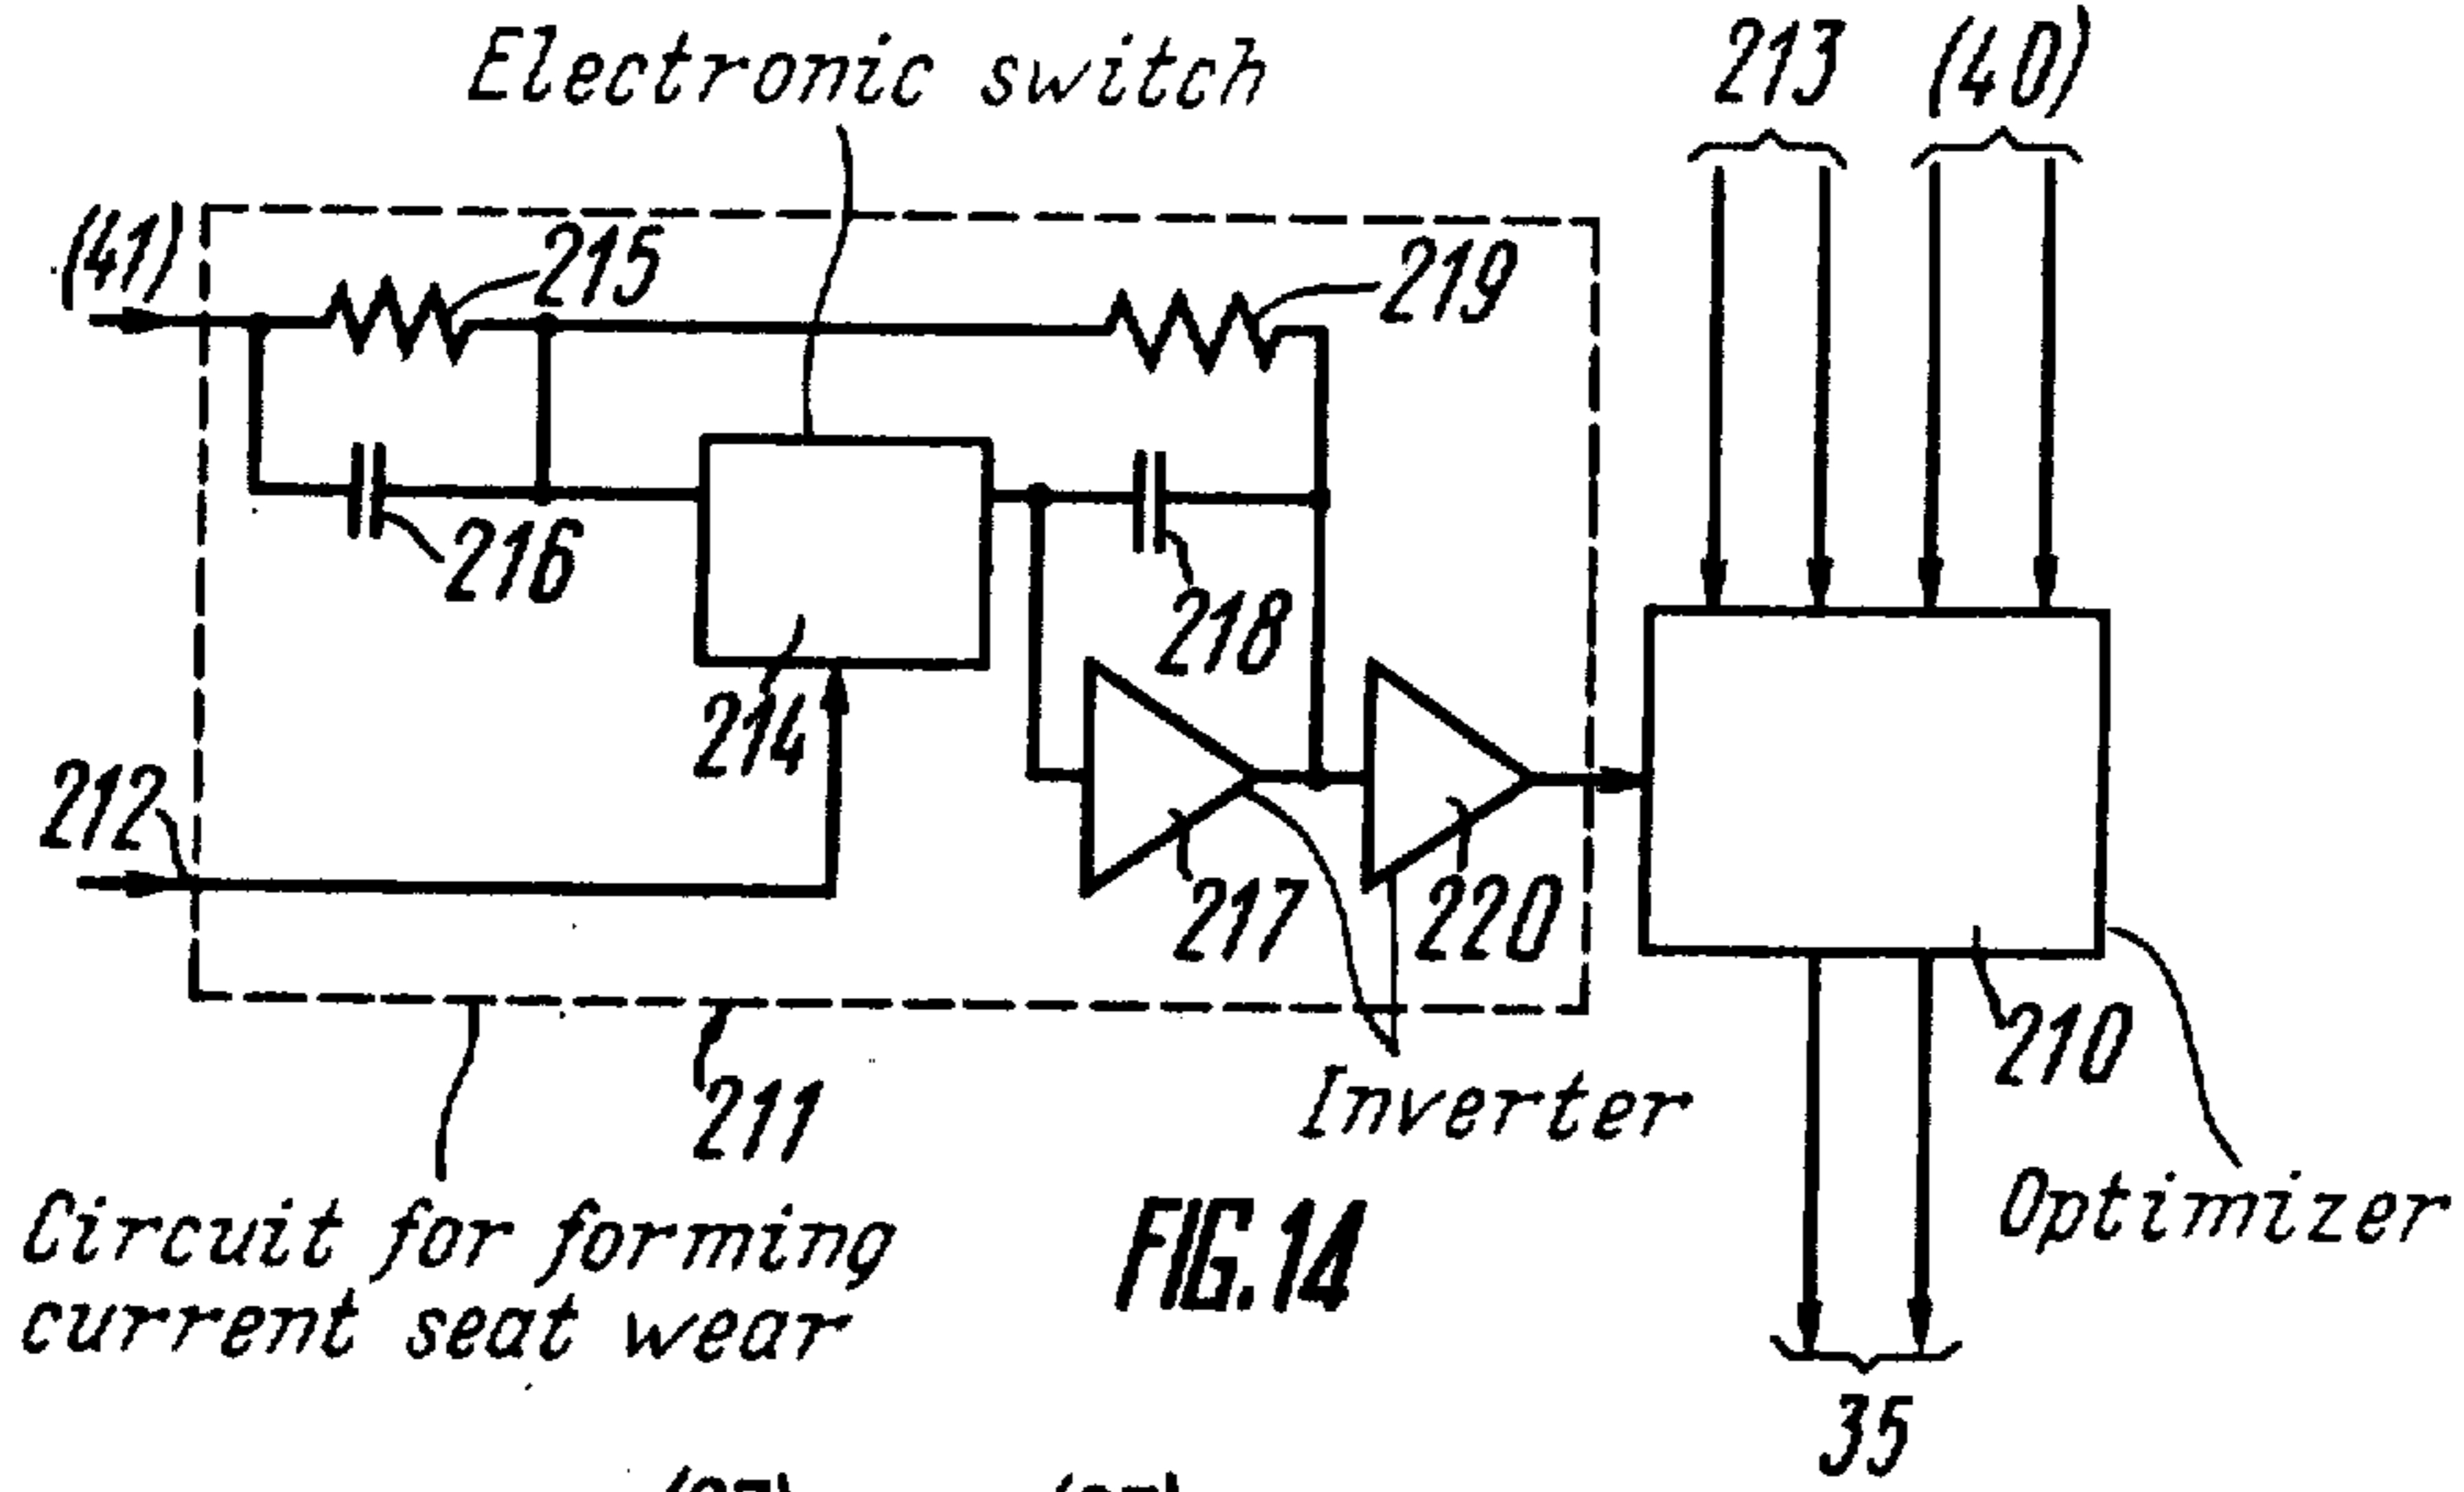 Electronic switch
213 (40)
(41)
215
219
216
218
214
212
217
220
210
211
Inverter
Optimizer
Circuit for forming
current seat wear
FIG.14
35